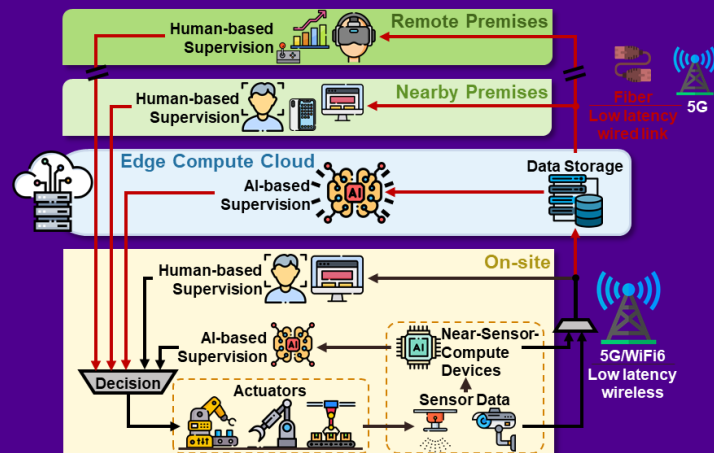 Remote Premises
Human-based
Supervision
Nearby Premises
Human-based
Supervision
Fiber
Low latency
wired link
5G
Edge Compute Cloud
AI-based
Supervision
AI
Data Storage
On-site
Human-based
Supervision
AI-based
Supervision
AI
AI
Near-Sensor-
Compute
Devices
5G/WiFi6
Low latency
wireless
Decision
Actuators
Sensor Data